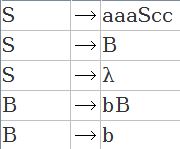 S → aaaScc
S → B
S → λ
B → bB
B → b